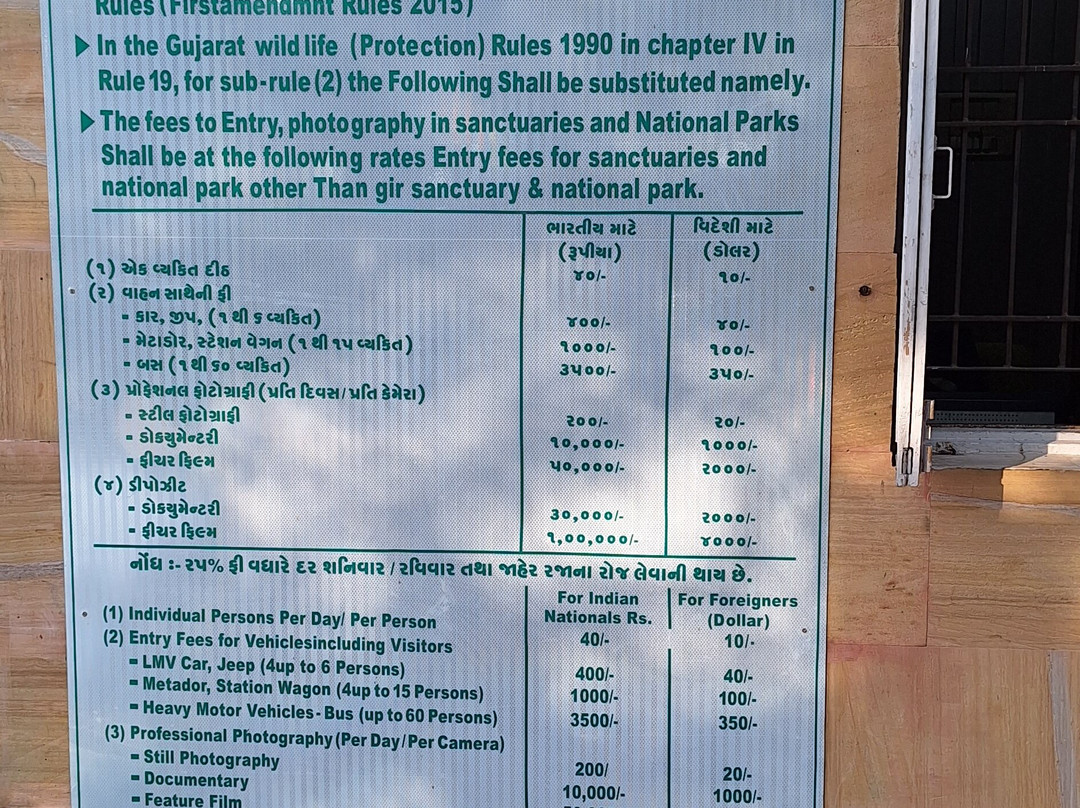 Rules (Firstamendmnt Rules 2015)
▶ In the Gujarat wild life (Protection) Rules 1990 in chapter IV in
Rule 19, for sub-rule (2) the Following Shall be substituted namely.
▶ The fees to Entry, photography in sanctuaries and National Parks
Shall be at the following rates Entry fees for sanctuaries and
national park other Than gir sanctuary & national park.
ભારતીય માટે વિદેશી માટે
(રૂપીયા) (ડોલર)
(૧) એક વ્યકિત દીઠ ૪૦/- ૧૦/-
(૨) વાહન સાથેની ફી
- કાર, જીપ, (૧ થી ૬ વ્યકિત) ૪૦૦/- ૪૦/-
- મેટાડોર, સ્ટેશન વેગન (૧ થી ૧૫ વ્યકિત) ૧૦૦૦/- ૧૦૦/-
- બસ (૧ થી ૬૦ વ્યકિત) ૩૫૦૦/- ૩૫૦/-
(૩) પ્રોફેશનલ ફોટોગ્રાફી (પ્રતિ દિવસ/પ્રતિ કેમેરા)
- સ્ટીલ ફોટોગ્રાફી ૨૦૦/- ૨૦/-
- ડોકયુમેન્ટરી ૧૦,૦૦૦/- ૧૦૦૦/-
- ફીચર ફિલ્મ ૫૦,૦૦૦/- ૨૦૦૦/-
(૪) ડીપોઝીટ
- ડોકયુમેન્ટરી ૩૦,૦૦૦/- ૨૦૦૦/-
- ફીચર ફિલ્મ ૧,૦૦,૦૦૦/- ૪૦૦૦/-
નોંધ :- ૨૫% ફી વધારે દર શનિવાર / રવિવાર તથા જાહેર રજાના રોજ લેવાની થાય છે.
For Indian For Foreigners
Nationals Rs. (Dollar)
(1) Individual Persons Per Day/ Per Person 40/- 10/-
(2) Entry Fees for Vehiclesincluding Visitors
- LMV Car, Jeep (4up to 6 Persons) 400/- 40/-
- Metador, Station Wagon (4up to 15 Persons) 1000/- 100/-
- Heavy Motor Vehicles - Bus (up to 60 Persons) 3500/- 350/-
(3) Professional Photography (Per Day/Per Camera)
- Still Photography 200/ 20/-
- Documentary 10,000/- 1000/-
- Feature Film